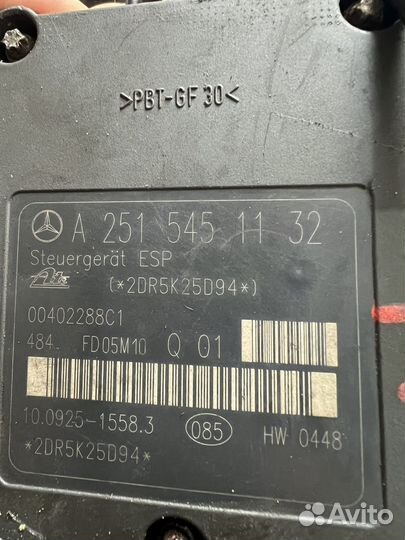 >PBT-GF 30<
A 251 545 11 32
Steuergerät ESP
Ate (*2DR5K25D94*)
00402288C1
484 FD05M10 Q 01
10.0925-1558.3 085 HW 0448
*2DR5K25D94*
Avito